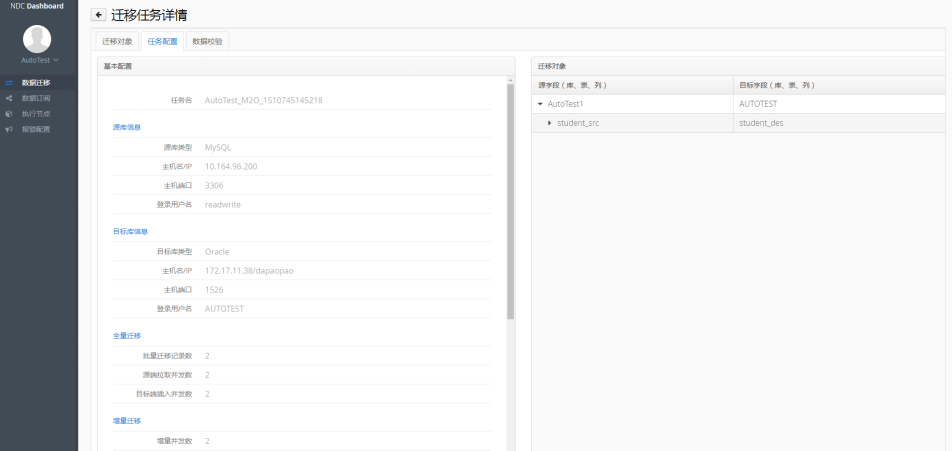 NDC Dashboard
AutoTest
数据迁移
数据订阅
执行节点
报警配置
迁移任务详情
迁移对象 任务配置 数据校验
基本配置
任务名 AutoTest_M2O_1510745145218
源库信息
源库类型 MySQL
主机名/IP 10.164.96.200
主机端口 3306
登录用户名 readwrite
目标库信息
目标库类型 Oracle
主机名/IP 172.17.11.38/dapaopao
主机端口 1526
登录用户名 AUTOTEST
全量迁移
批量迁移记录数 2
源端拉取并发数 2
目标端插入并发数 2
增量迁移
增量并发数 2
迁移对象
源字段（库、表、列） 目标字段（库、表、列）
AutoTest1 AUTOTEST
student_src student_des